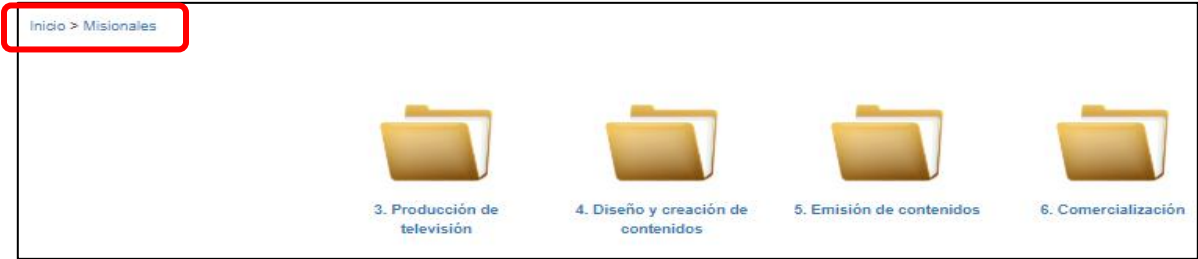 Inicio > Misionales
3. Producción de
televisión
4. Diseño y creación de
contenidos
5. Emisión de contenidos
6. Comercialización